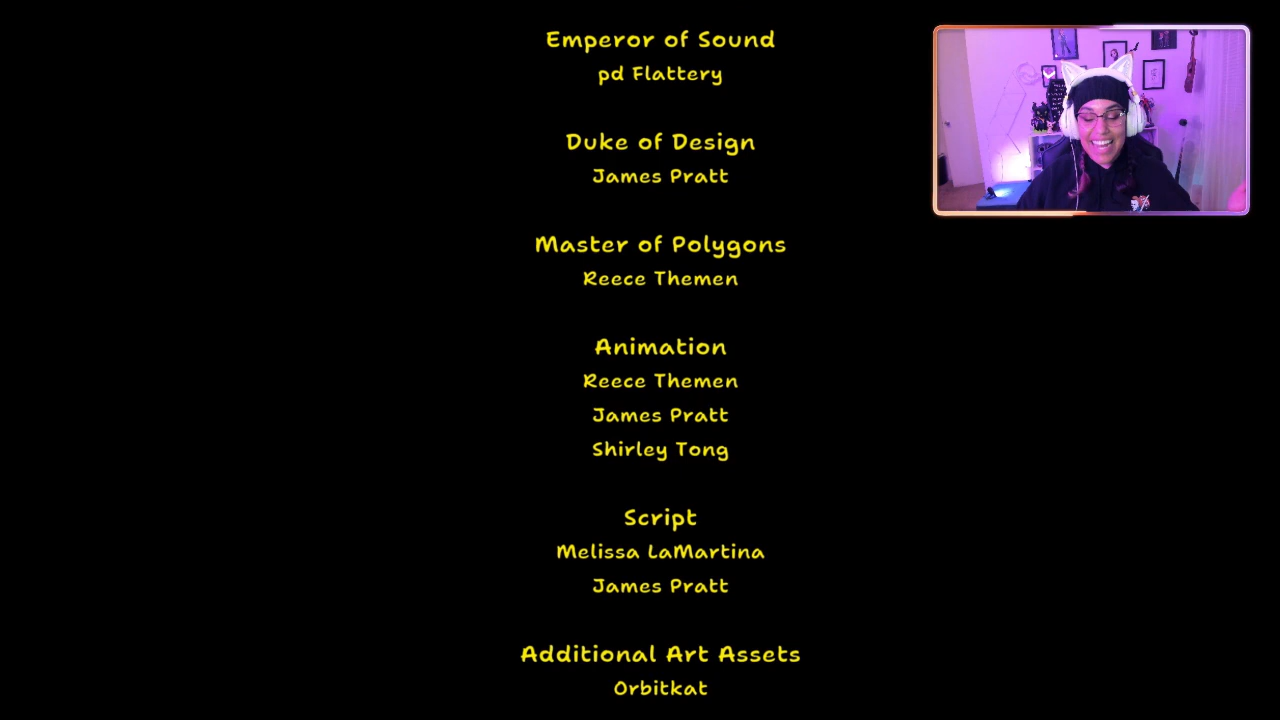 Emperor of Sound
pd Flattery
Duke of Design
James Pratt
Master of Polygons
Reece Themen
Animation
Reece Themen
James Pratt
Shirley Tong
Script
Melissa LaMartina
James Pratt
Additional Art Assets
Orbitkat